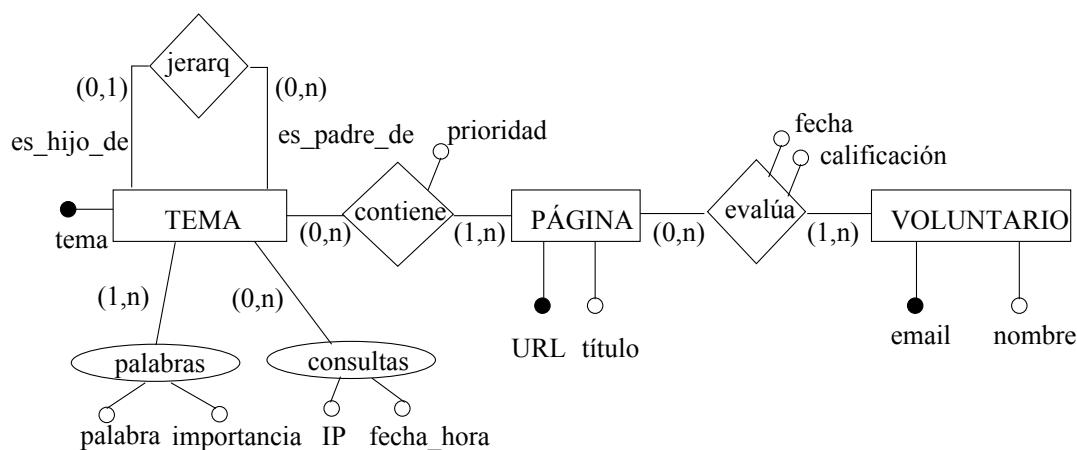 jerarq
(0,1)
(0,n)
es_hijo_de
es_padre_de
prioridad
fecha
calificación
TEMA
contiene
PÁGINA
evalúa
VOLUNTARIO
tema
(0,n)
(1,n)
(0,n)
(1,n)
(1,n)
(0,n)
URL
título
email
nombre
palabras
consultas
palabra
importancia
IP
fecha_hora